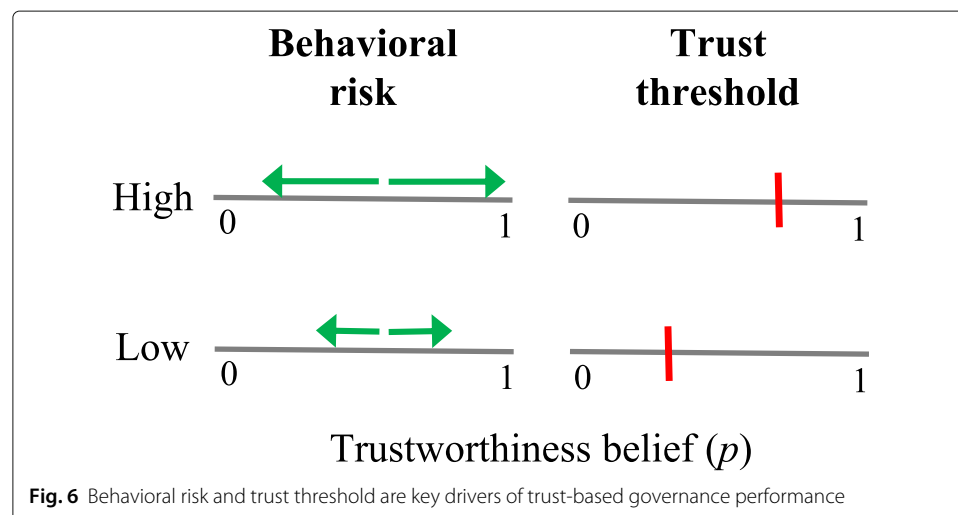 Behavioral risk
Trust threshold
High
0 1
0 1
Low
0 1
0 1
Trustworthiness belief (p)
Fig. 6 Behavioral risk and trust threshold are key drivers of trust-based governance performance